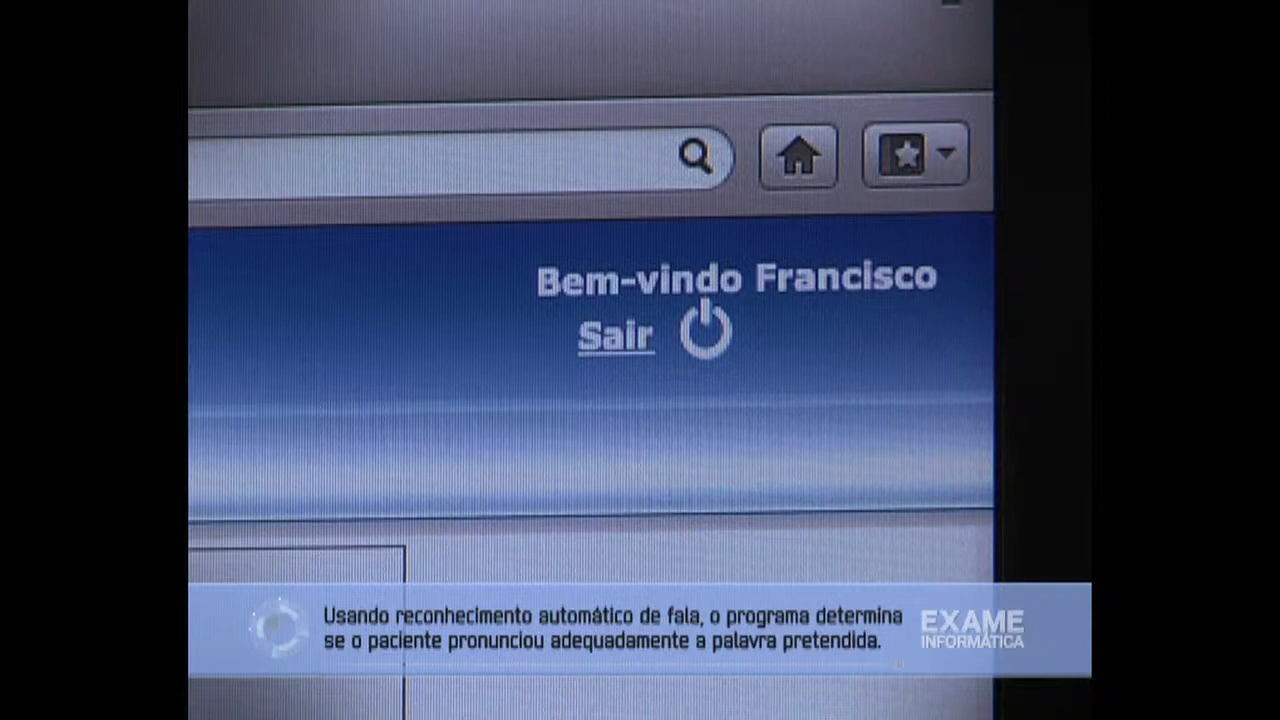 Bem-vindo Francisco
Sair
Usando reconhecimento automático de fala, o programa determina
se o paciente pronunciou adequadamente a palavra pretendida.
EXAME
INFORMÁTICA